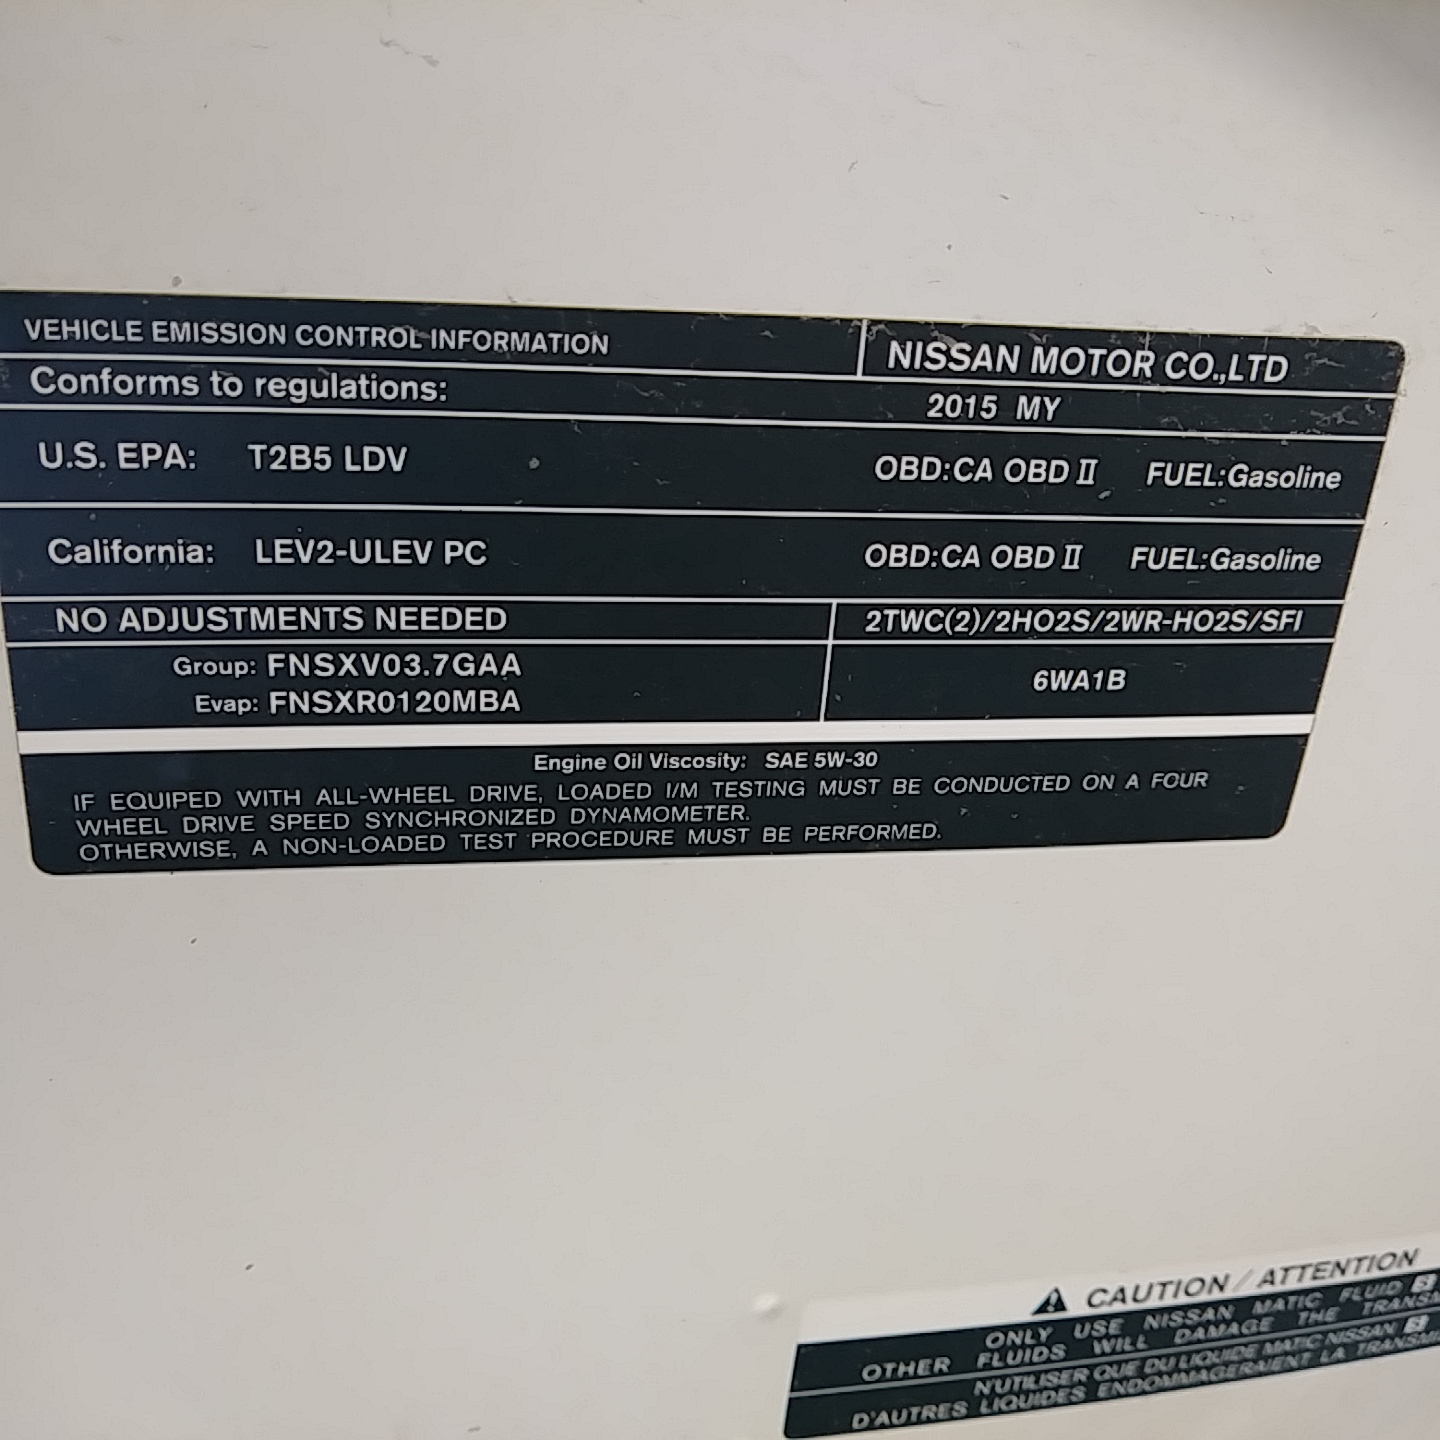 VEHICLE EMISSION CONTROL INFORMATION
NISSAN MOTOR CO.,LTD
Conforms to regulations:
2015 MY
U.S. EPA: T2B5 LDV OBD:CA OBD II FUEL:Gasoline
California: LEV2-ULEV PC OBD:CA OBD II FUEL:Gasoline
NO ADJUSTMENTS NEEDED
2TWC(2)/2HO2S/2WR-HO2S/SFI
Group: FNSXV03.7GAA
Evap: FNSXR0120MBA
6WA1B
Engine Oil Viscosity: SAE 5W-30
IF EQUIPED WITH ALL-WHEEL DRIVE, LOADED I/M TESTING MUST BE CONDUCTED ON A FOUR
WHEEL DRIVE SPEED SYNCHRONIZED DYNAMOMETER.
OTHERWISE, A NON-LOADED TEST PROCEDURE MUST BE PERFORMED.
CAUTION / ATTENTION
ONLY USE NISSAN MATIC FLUID S
OTHER FLUIDS WILL DAMAGE THE
N'UTILISER QUE DU LIQUIDE MATIC NISSAN S
D'AUTRES LIQUIDES ENDOMMAGERAIENT LA